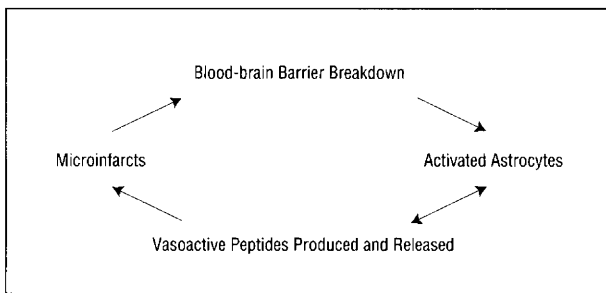 Blood-brain Barrier Breakdown
Microinfarcts
Activated Astrocytes
Vasoactive Peptides Produced and Released